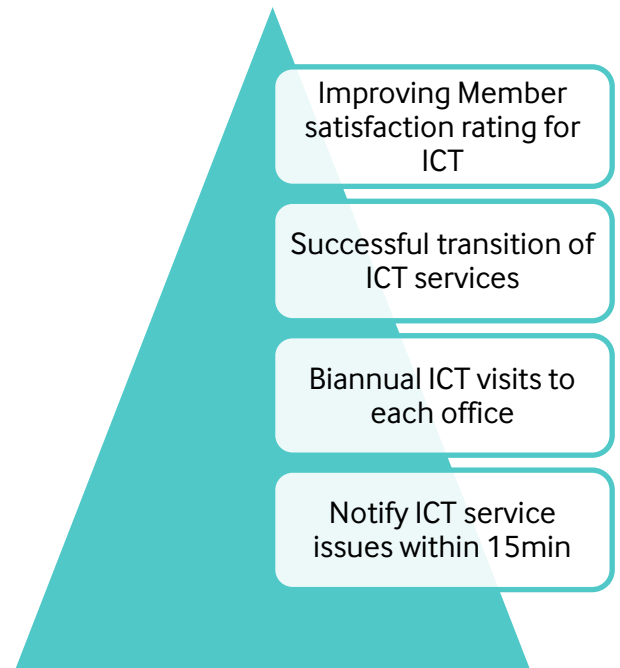 Improving Member
satisfaction rating for
ICT
Successful transition of
ICT services
Biannual ICT visits to
each office
Notify ICT service
issues within 15min